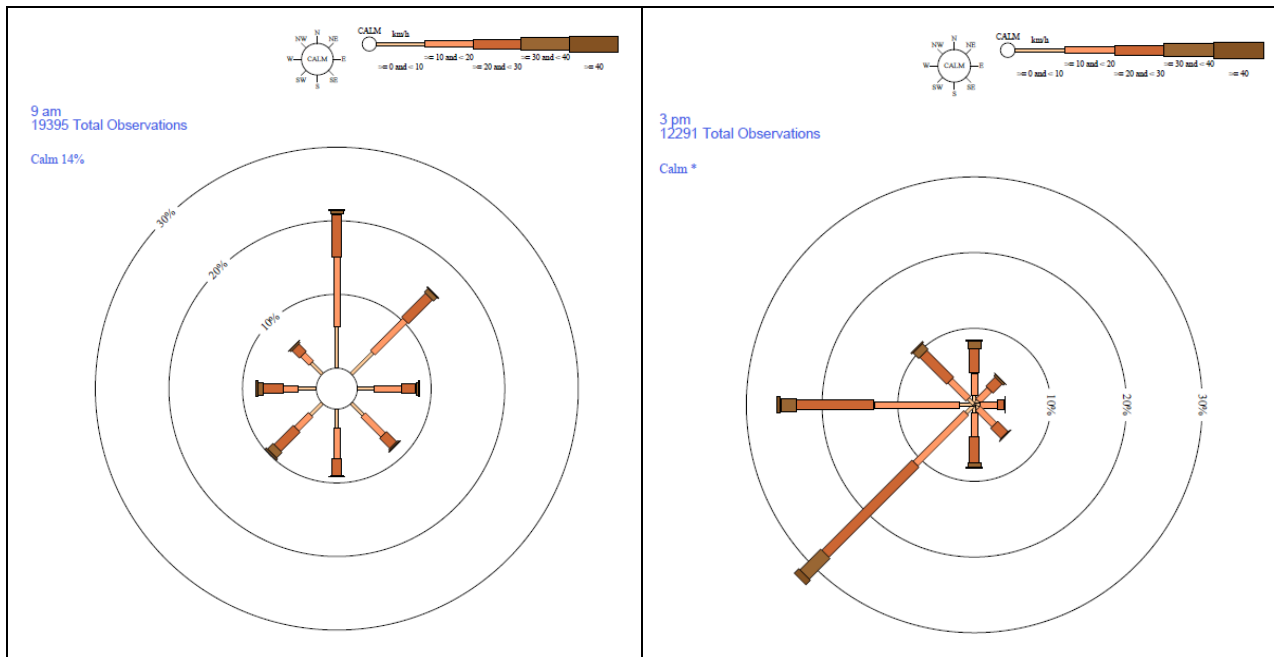 CALM km/h
>= 10 and < 20 >= 30 and < 40
>= 0 and < 10 >= 20 and < 30 >= 40
N
NW NE
W CALM E
SW SE
S
9 am
19395 Total Observations
Calm 14%
30%
20%
10%
CALM km/h
>= 10 and < 20 >= 30 and < 40
>= 0 and < 10 >= 20 and < 30 >= 40
N
NW NE
W CALM E
SW SE
S
3 pm
12291 Total Observations
Calm *
10% 20% 30%